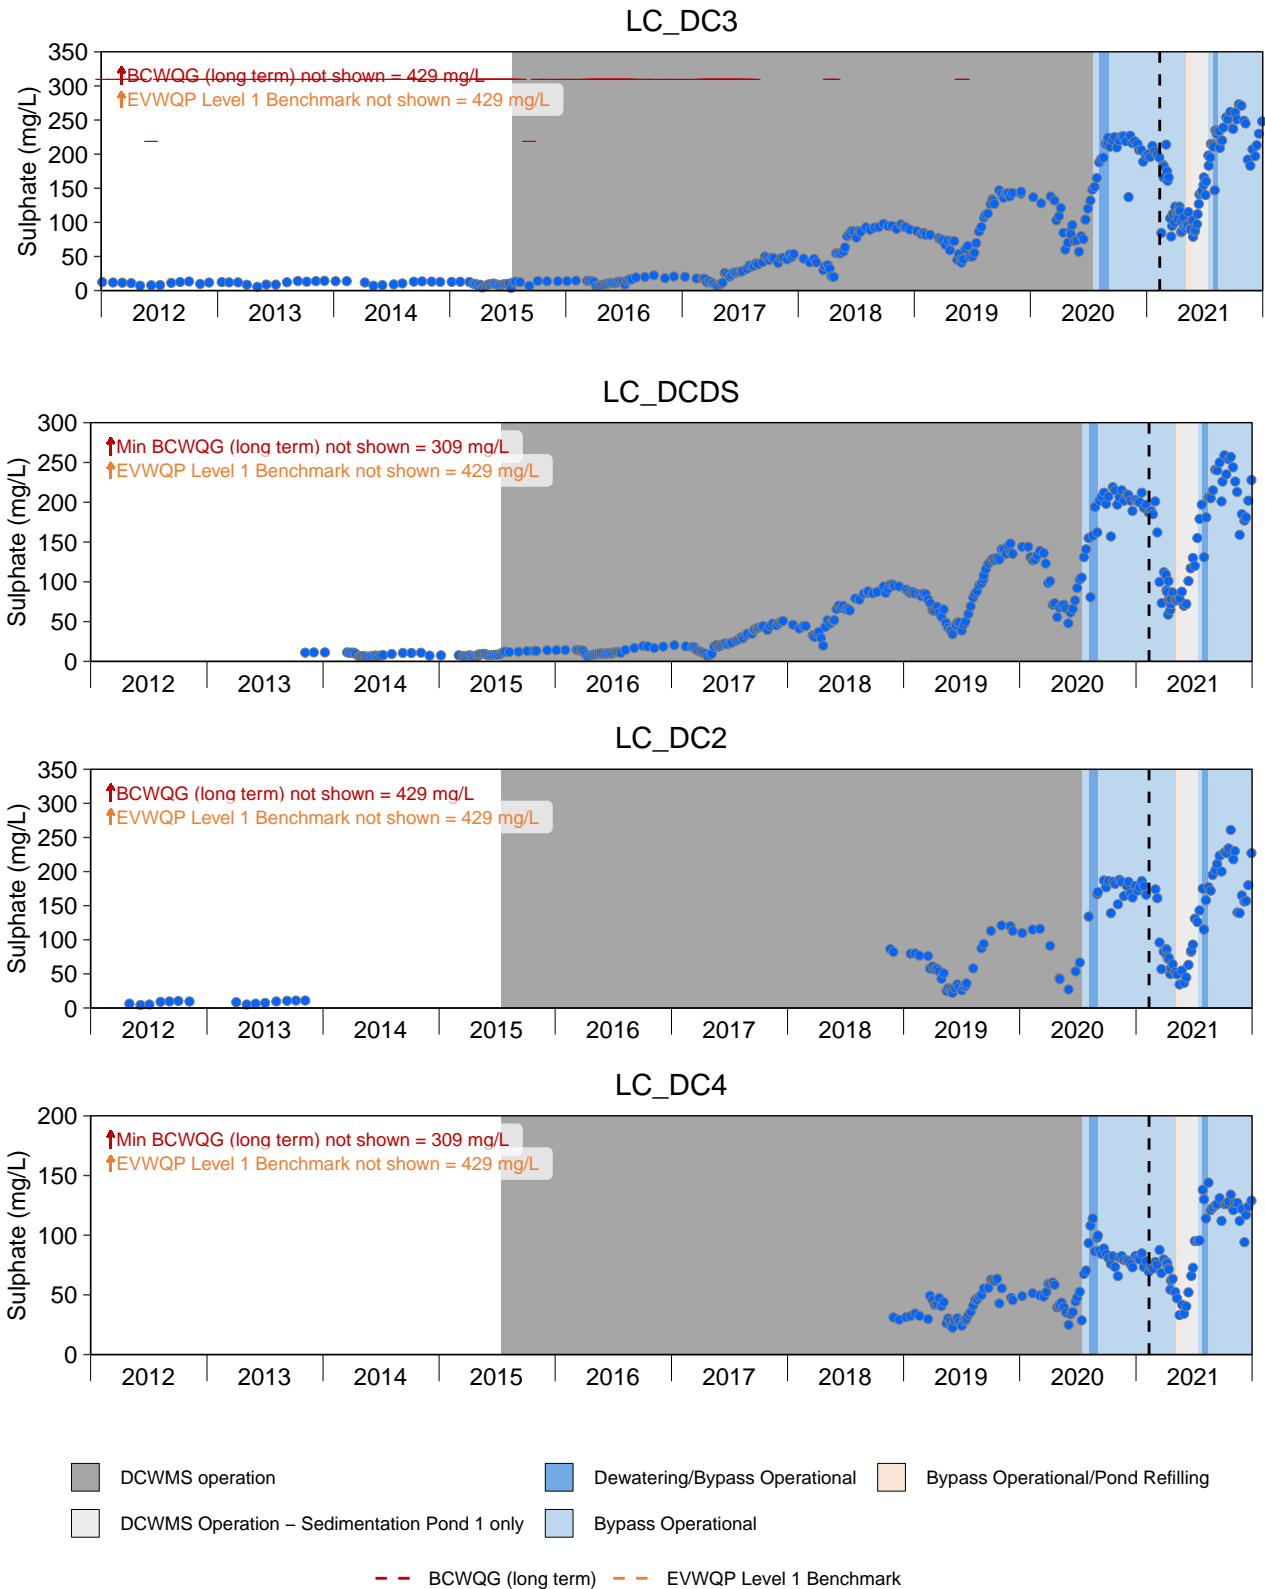 LC_DC3
Sulphate (mg/L)
350
300
250
200
150
100
50
0
↑BCWQG (long term) not shown = 429 mg/L
↑EVWQP Level 1 Benchmark not shown = 429 mg/L
2012 2013 2014 2015 2016 2017 2018 2019 2020 2021
LC_DCDS
Sulphate (mg/L)
300
250
200
150
100
50
0
↑Min BCWQG (long term) not shown = 309 mg/L
↑EVWQP Level 1 Benchmark not shown = 429 mg/L
2012 2013 2014 2015 2016 2017 2018 2019 2020 2021
LC_DC2
Sulphate (mg/L)
350
300
250
200
150
100
50
0
↑BCWQG (long term) not shown = 429 mg/L
↑EVWQP Level 1 Benchmark not shown = 429 mg/L
2012 2013 2014 2015 2016 2017 2018 2019 2020 2021
LC_DC4
Sulphate (mg/L)
200
150
100
50
0
↑Min BCWQG (long term) not shown = 309 mg/L
↑EVWQP Level 1 Benchmark not shown = 429 mg/L
2012 2013 2014 2015 2016 2017 2018 2019 2020 2021
DCWMS operation
Dewatering/Bypass Operational
Bypass Operational/Pond Refilling
DCWMS Operation – Sedimentation Pond 1 only
Bypass Operational
BCWQG (long term)
EVWQP Level 1 Benchmark